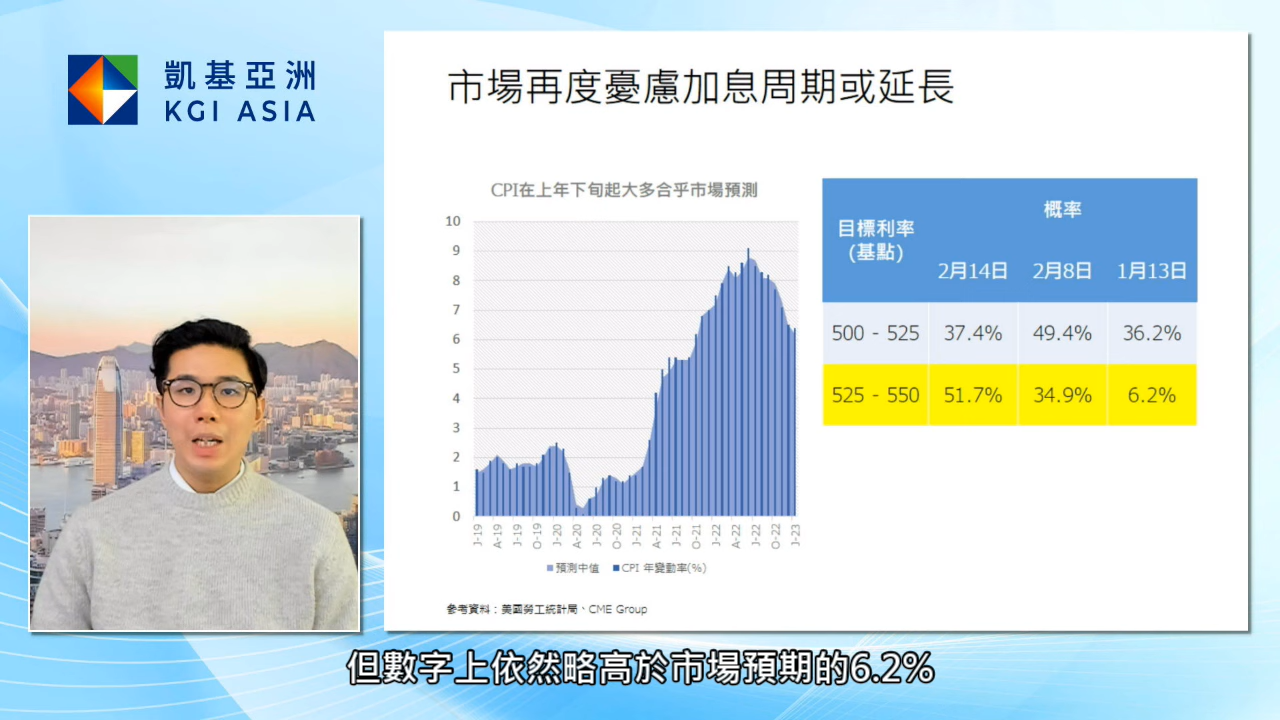 凱基亞洲
KGI ASIA
市場再度憂慮加息周期或延長
CPI在上年下旬起大多合乎市場預測
10
9
8
7
6
5
4
3
2
1
0
J-19 A-19 J-19 O-19 J-20 A-20 J-20 O-20 J-21 A-21 J-21 O-21 J-22 A-22 J-22 O-22 J-23
預測中值 CPI 年變動率(%)
目標利率
(基點)
概率
2月14日 2月8日 1月13日
500 - 525 37.4% 49.4% 36.2%
525 - 550 51.7% 34.9% 6.2%
參考資料：美國勞工統計局、CME Group
但數字上依然略高於市場預期的6.2%